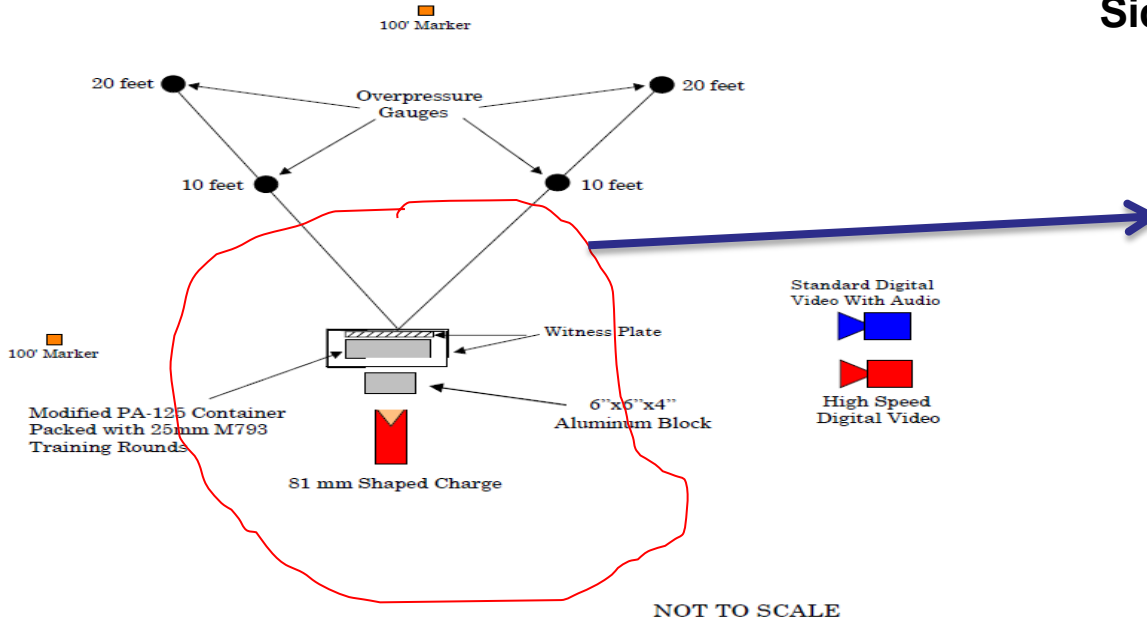 Sid
100' Marker
20 feet
20 feet
Overpressure
Gauges
10 feet
10 feet
Witness Plate
Standard Digital
Video With Audio
100' Marker
Modified PA-125 Container
Packed with 25mm M793
Training Rounds
6"x6"x4"
Aluminum Block
High Speed
Digital Video
81 mm Shaped Charge
NOT TO SCALE